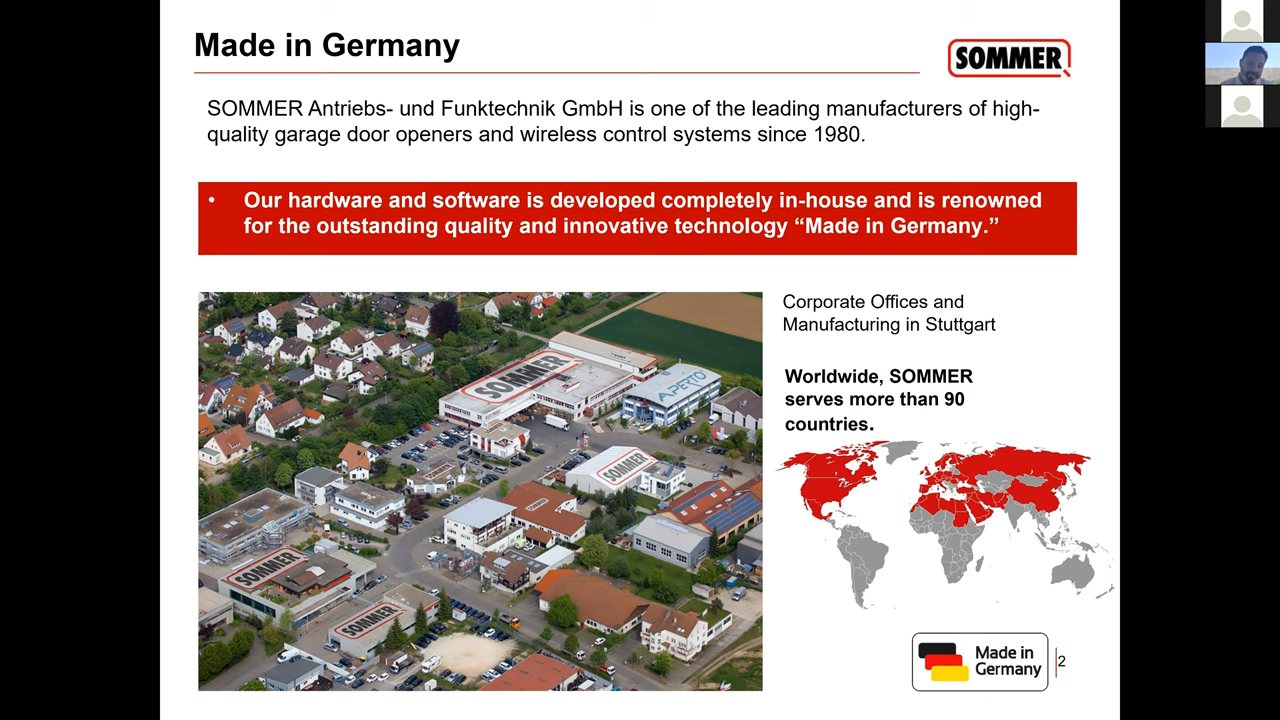 Made in Germany
SOMMER
SOMMER Antriebs- und Funktechnik GmbH is one of the leading manufacturers of high-
quality garage door openers and wireless control systems since 1980.
• Our hardware and software is developed completely in-house and is renowned
for the outstanding quality and innovative technology “Made in Germany.”
Corporate Offices and
Manufacturing in Stuttgart
Worldwide, SOMMER
serves more than 90
countries.
SOMMER
APERTO
SOMMER
SOMMER
SOMMER
Made in
Germany
2